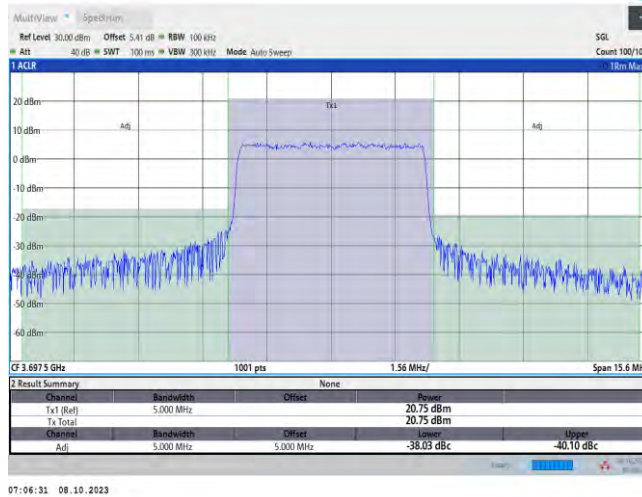 MultiView Spectrum
Ref Level 30.00 dBm Offset 5.41 dB RBW 100 kHz SGL
Att 40 dB SWT 100 ms VBW 300 kHz Mode Auto Sweep Count 100/10
1 ACLR 1Rm Ma
20 dBm Tx1
10 dBm Adj Adj
0 dBm
-10 dBm
-20 dBm
-30 dBm
-50 dBm
-60 dBm
CF 3.6975 GHz 1001 pts 1.56 MHz/ Span 15.6 M
2 Result Summary None
Channel Bandwidth Offset Power
Tx1 (Ref) 5.000 MHz 20.75 dBm
Tx Total 20.75 dBm
Channel Bandwidth Offset Lower Upper
Adj 5.000 MHz 5.000 MHz -38.03 dBc -40.10 dBc
07:06:31 08.10.2023